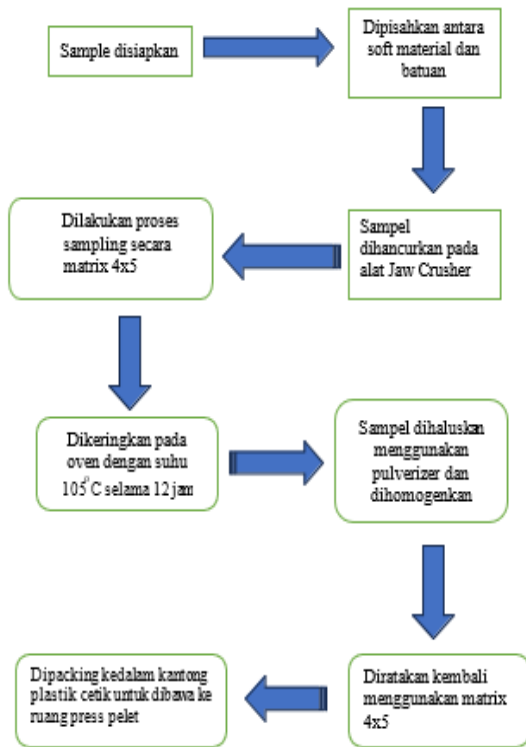 Sample disiapkan
Dipisahkan antara
soft material dan
batuan
Sampel
dihancurkan pada
alat Jaw Crusher
Dilakukan proses
sampling secara
matrix 4x5
Dikeringkan pada
oven dengan suhu
105°C selama 12 jam
Sampel dihaluskan
menggunakan
pulverizer dan
dihomogenkan
Diratakan kembali
menggunakan matrix
4x5
Dipacking kedalam kantong
plastik cetik untuk dibawa ke
ruang press pelet